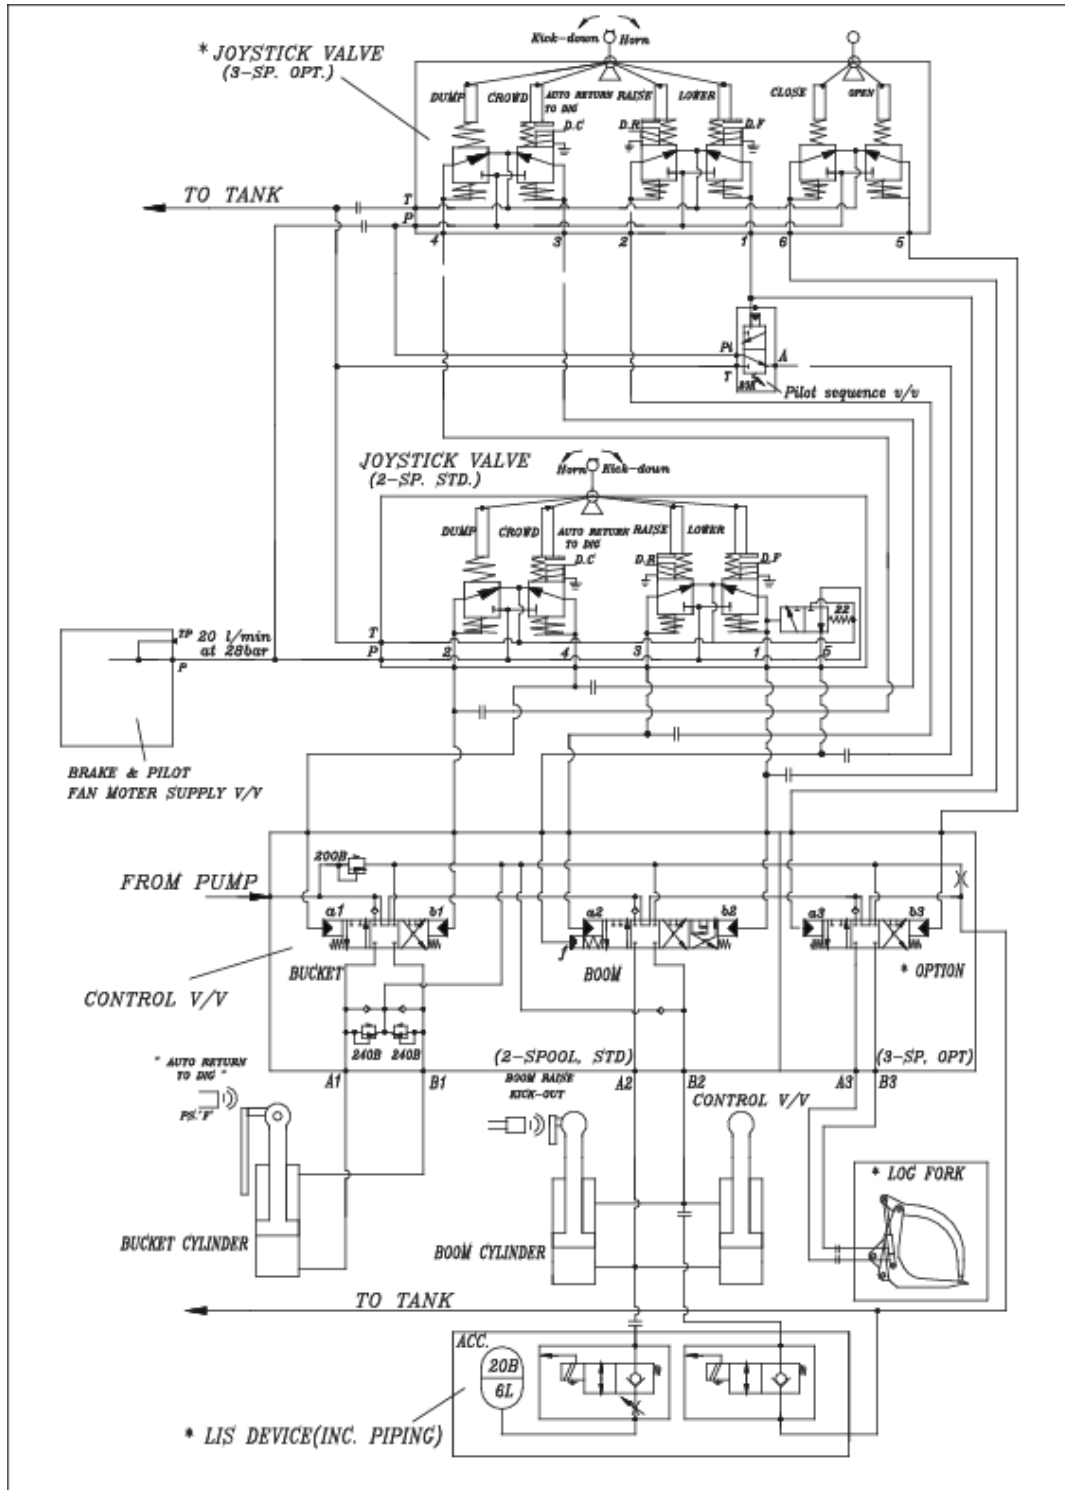 Kick-down Horn
* JOYSTICK VALVE
(3-SP. OPT.)
DUMP CROWD AUTO RETURN RAISE LOWER CLOSE OPEN
TO DIG
D.C D.R D.F
TO TANK
T
P
4 3 2 1 6 5
Pi A
T
Pilot sequence v/v
JOYSTICK VALVE
(2-SP. STD.)
Horn Kick-down
DUMP CROWD AUTO RETURN RAISE LOWER
TO DIG
D.C D.R D.F
22
T
P
2 4 3 1 5
TP 20 l/min
at 28bar
P
BRAKE & PILOT
FAN MOTER SUPPLY V/V
200B
FROM PUMP
a1 b1 a2 b2 a3 b3
f
BUCKET BOOM * OPTION
CONTROL V/V
240B 240B
(2-SPOOL, STD) (3-SP, OPT)
A1 B1 A2 B2 A3 B3
" AUTO RETURN
TO DIG "
PS."F"
BOOM RAISE
KICK-OUT
CONTROL V/V
* LOG FORK
BUCKET CYLINDER
BOOM CYLINDER
TO TANK
ACC.
20B
6L
* LIS DEVICE(INC. PIPING)